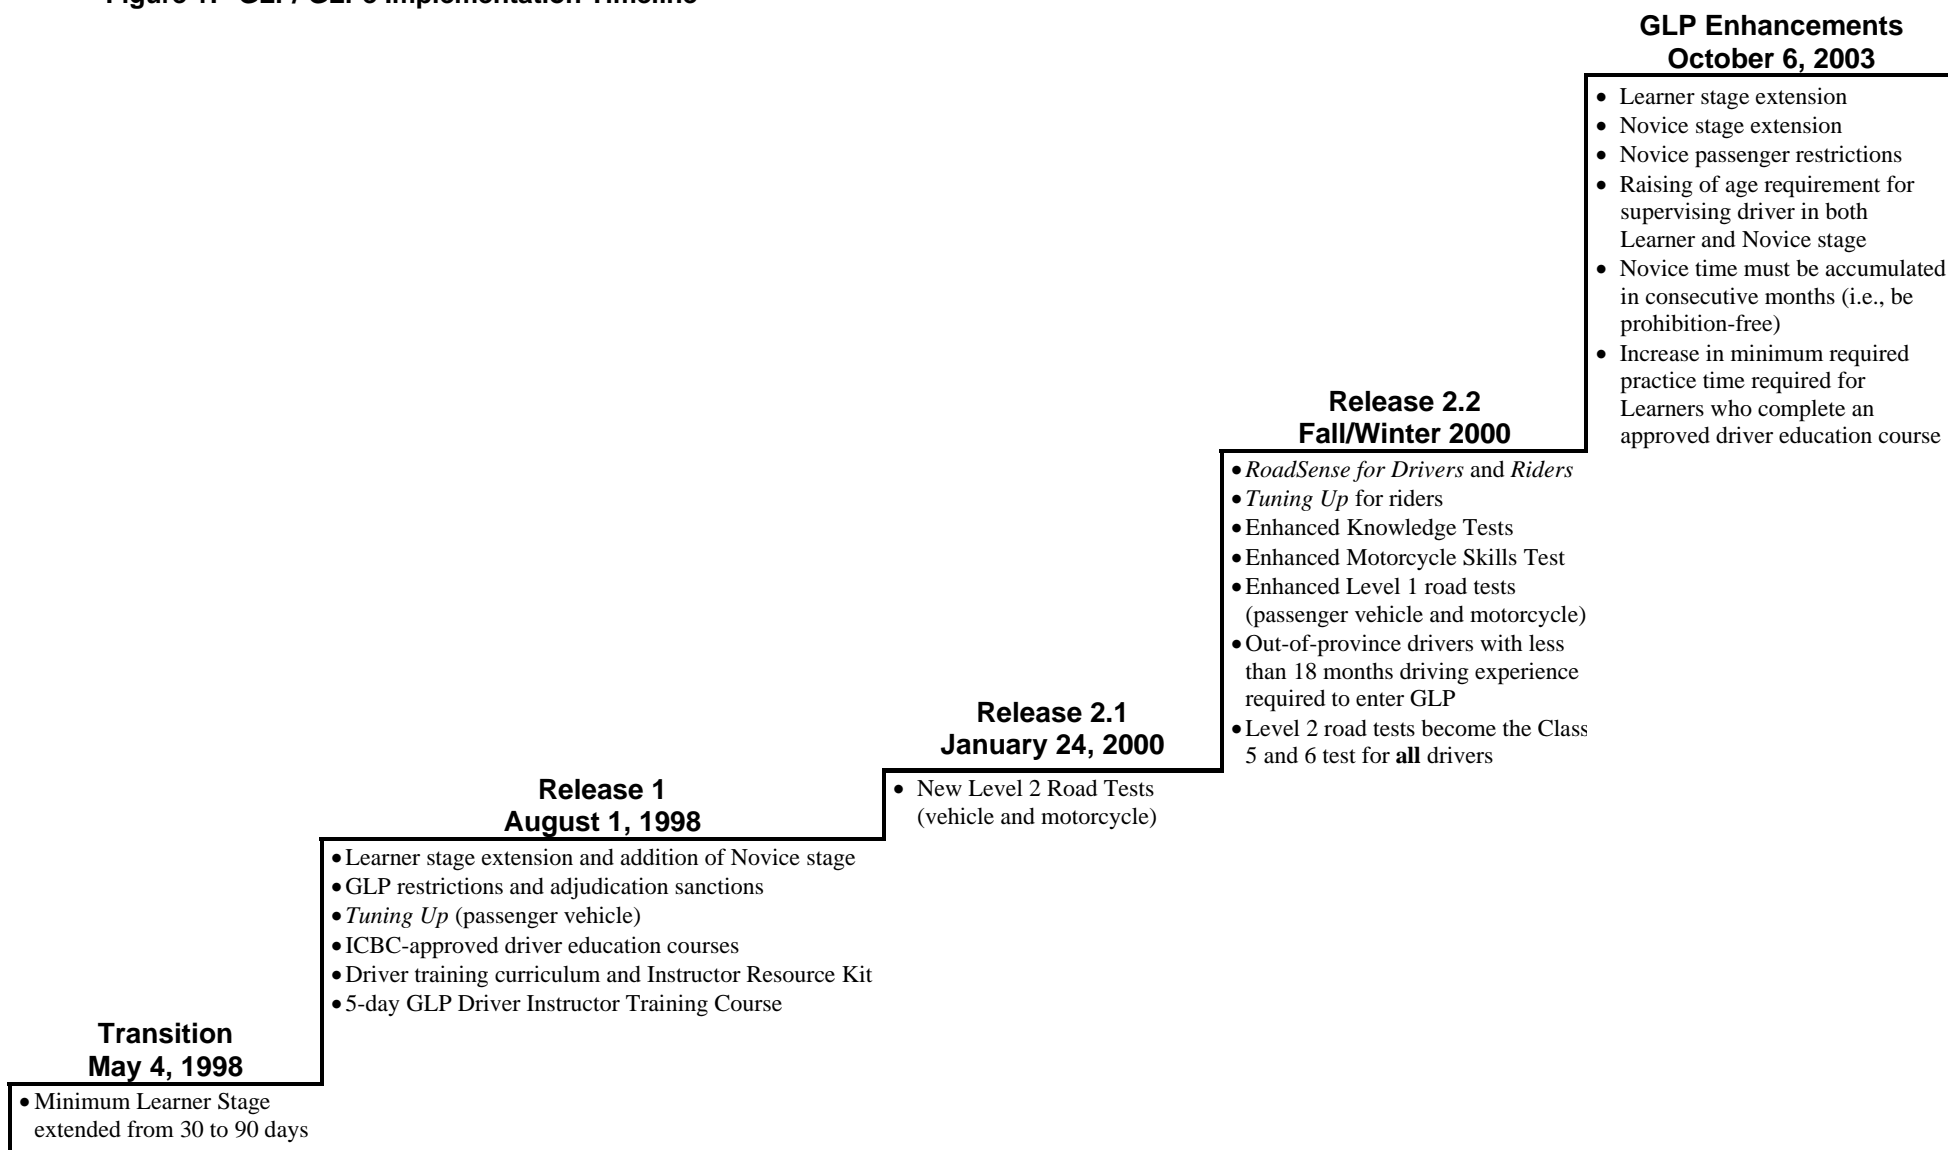 GLP Enhancements
October 6, 2003
• Learner stage extension
• Novice stage extension
• Novice passenger restrictions
• Raising of age requirement for
supervising driver in both
Learner and Novice stage
• Novice time must be accumulated
in consecutive months (i.e., be
prohibition-free)
• Increase in minimum required
practice time required for
Learners who complete an
approved driver education course
Release 2.2
Fall/Winter 2000
• RoadSense for Drivers and Riders
• Tuning Up for riders
• Enhanced Knowledge Tests
• Enhanced Motorcycle Skills Test
• Enhanced Level 1 road tests
(passenger vehicle and motorcycle)
• Out-of-province drivers with less
than 18 months driving experience
required to enter GLP
• Level 2 road tests become the Class
5 and 6 test for all drivers
Release 2.1
January 24, 2000
• New Level 2 Road Tests
(vehicle and motorcycle)
Release 1
August 1, 1998
• Learner stage extension and addition of Novice stage
• GLP restrictions and adjudication sanctions
• Tuning Up (passenger vehicle)
• ICBC-approved driver education courses
• Driver training curriculum and Instructor Resource Kit
• 5-day GLP Driver Instructor Training Course
Transition
May 4, 1998
• Minimum Learner Stage
extended from 30 to 90 days